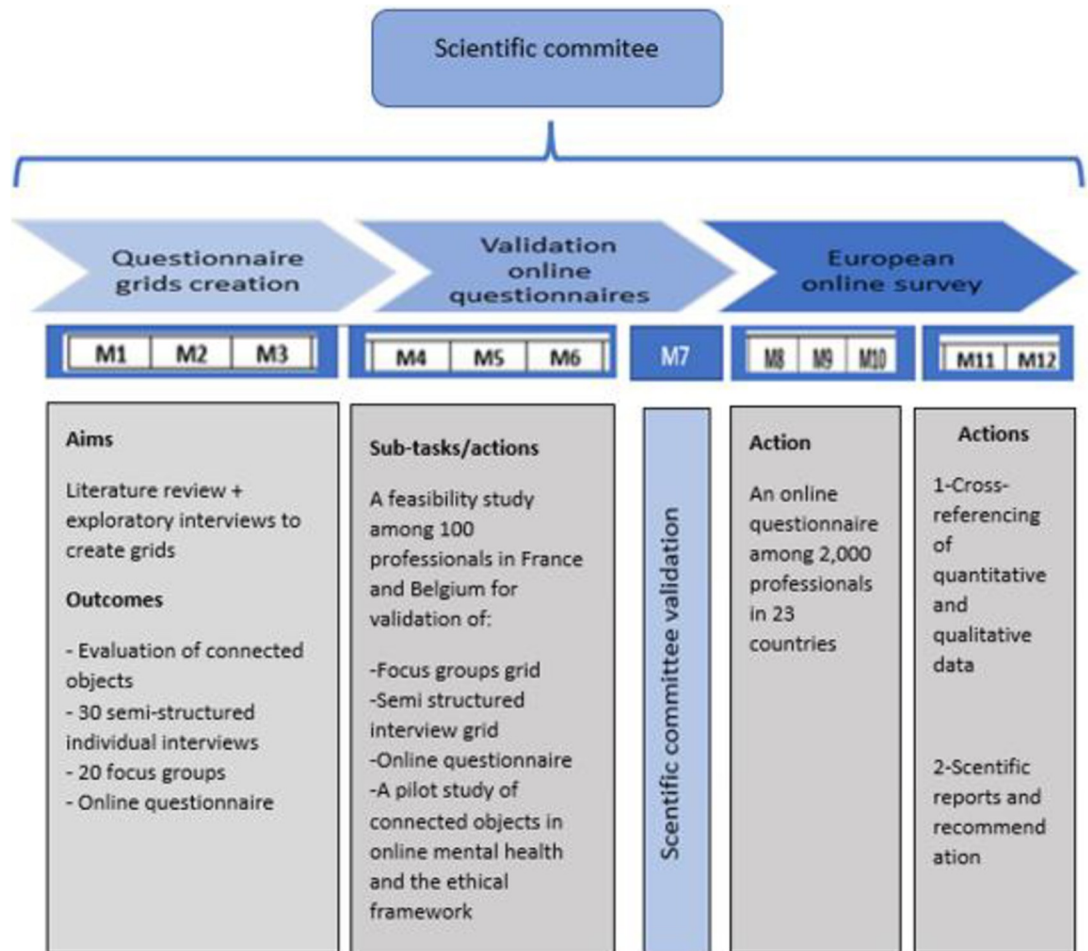 Scientific commitee
Questionnaire
grids creation
Validation
online
questionnaires
European
online survey
M1 M2 M3
M4 M5 M6
M7
M8 M9 M10
M11 M12
Aims
Literature review +
exploratory interviews to
create grids
Outcomes
- Evaluation of connected
objects
- 30 semi-structured
individual interviews
- 20 focus groups
- Online questionnaire
Sub-tasks/actions
A feasibility study
among 100
professionals in France
and Belgium for
validation of:
-Focus groups grid
-Semi structured
interview grid
-Online questionnaire
-A pilot study of
connected objects in
online mental health
and the ethical
framework
Scentific committee validation
Action
An online
questionnaire
among 2,000
professionals
in 23
countries
Actions
1-Cross-
referencing
of
quantitative
and
qualitative
data
2-Scentific
reports and
recommend
ation